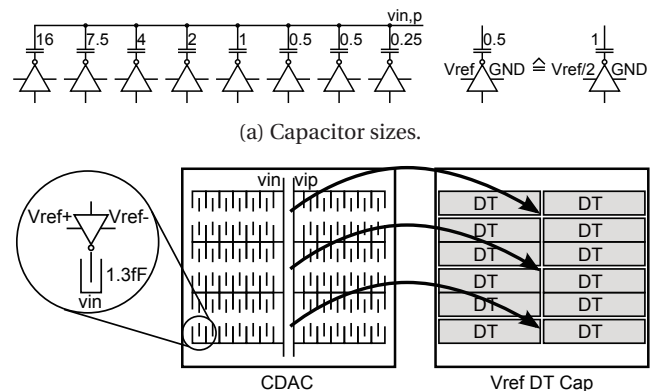 vin,p
16 7.5 4 2 1 0.5 0.5 0.25 0.5 1
Vref GND ≙ Vref/2 GND
(a) Capacitor sizes.
vin vip
Vref+ Vref-
1.3fF
vin
DT DT
DT DT
DT DT
DT DT
DT DT
DT DT
CDAC Vref DT Cap